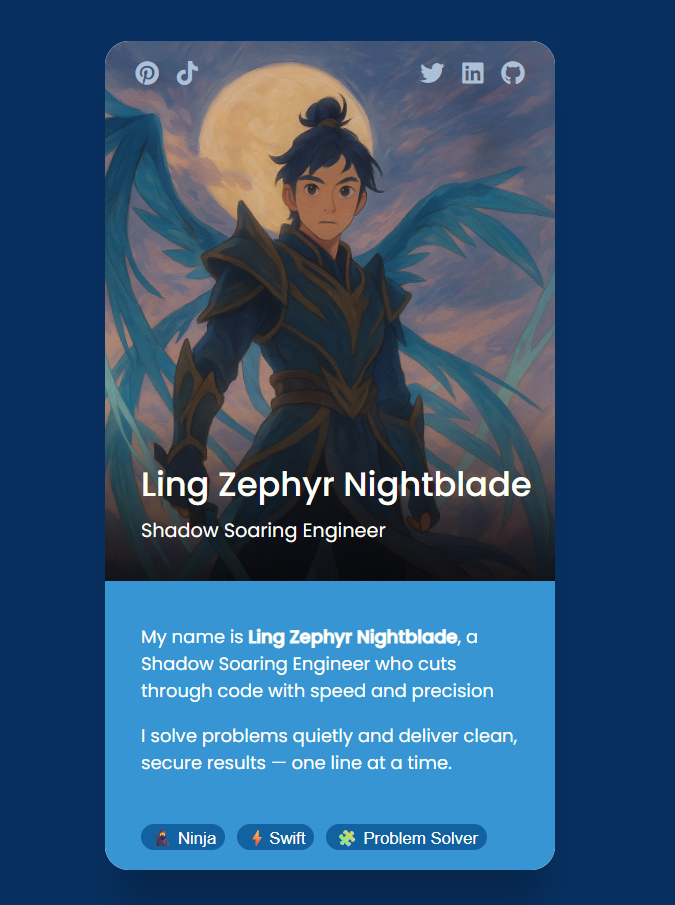 Ling Zephyr Nightblade
Shadow Soaring Engineer
My name is Ling Zephyr Nightblade, a
Shadow Soaring Engineer who cuts
through code with speed and precision
I solve problems quietly and deliver clean,
secure results — one line at a time.
🥷 Ninja ⚡ Swift 🧩 Problem Solver